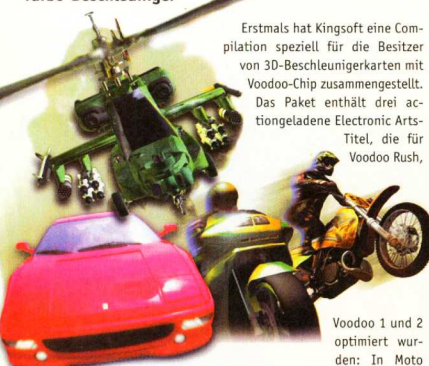 Turbo Beschleuniger
Erstmals hat Kingsoft eine Com-
pilation speziell für die Besitzer
von 3D-Beschleunigerkarten mit
Voodoo-Chip zusammengestellt.
Das Paket enthält drei ac-
tiongeladene Electronic Arts-
Titel, die für
Voodoo Rush,
Voodoo 1 und 2
optimiert wur-
den: In Moto